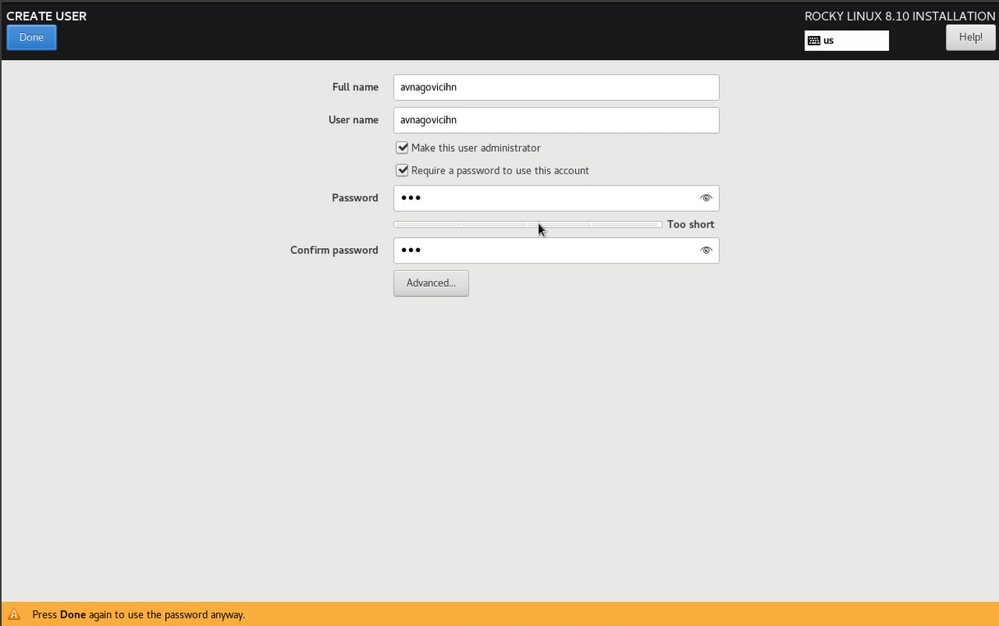 CREATE USER
ROCKY LINUX 8.10 INSTALLATION
Done
us
Help!
Full name
avnagovicihn
User name
avnagovicihn
Make this user administrator
Require a password to use this account
Password
●●●
Too short
Confirm password
●●●
Advanced...
Press Done again to use the password anyway.